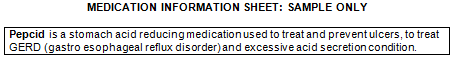 MEDICATION INFORMATION SHEET: SAMPLE ONLY
Pepcid is a stomach acid reducing medication used to treat and prevent ulcers, to treat
GERD (gastro esophageal reflux disorder) and excessive acid secretion condition.